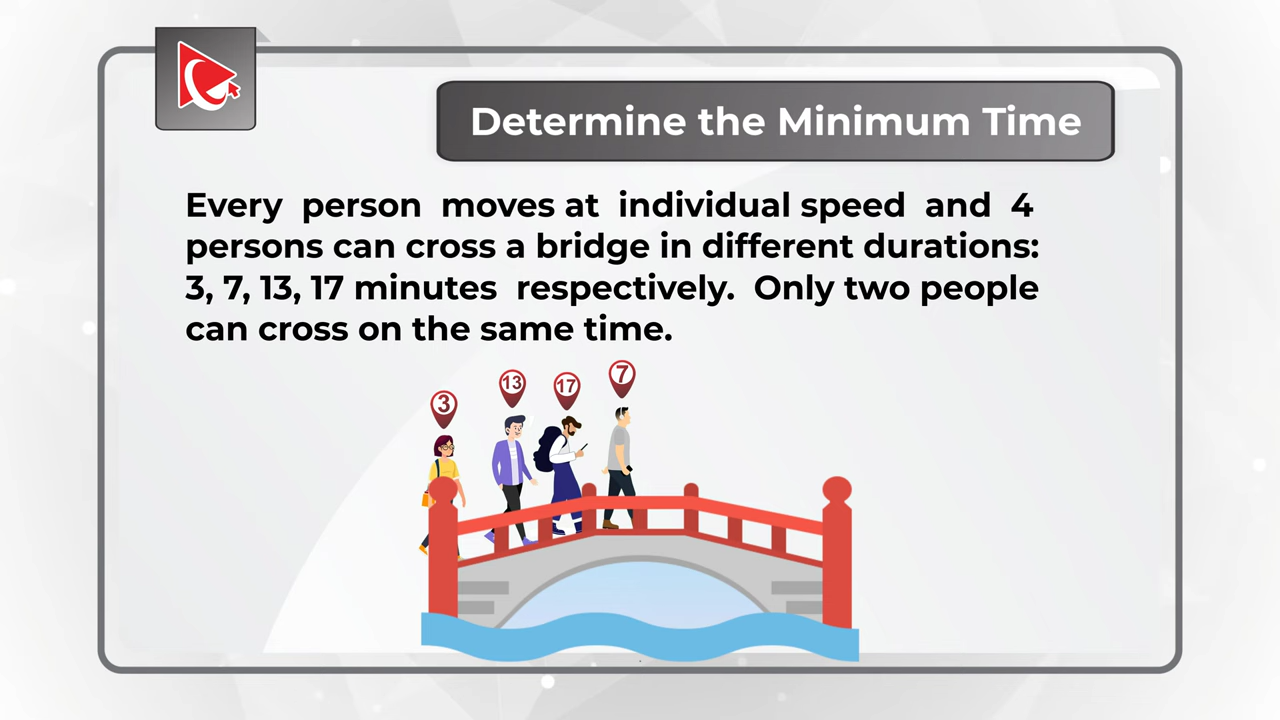 Determine the Minimum Time
Every person moves at individual speed and 4
persons can cross a bridge in different durations:
3, 7, 13, 17 minutes respectively. Only two people
can cross on the same time.
3 13 17 7